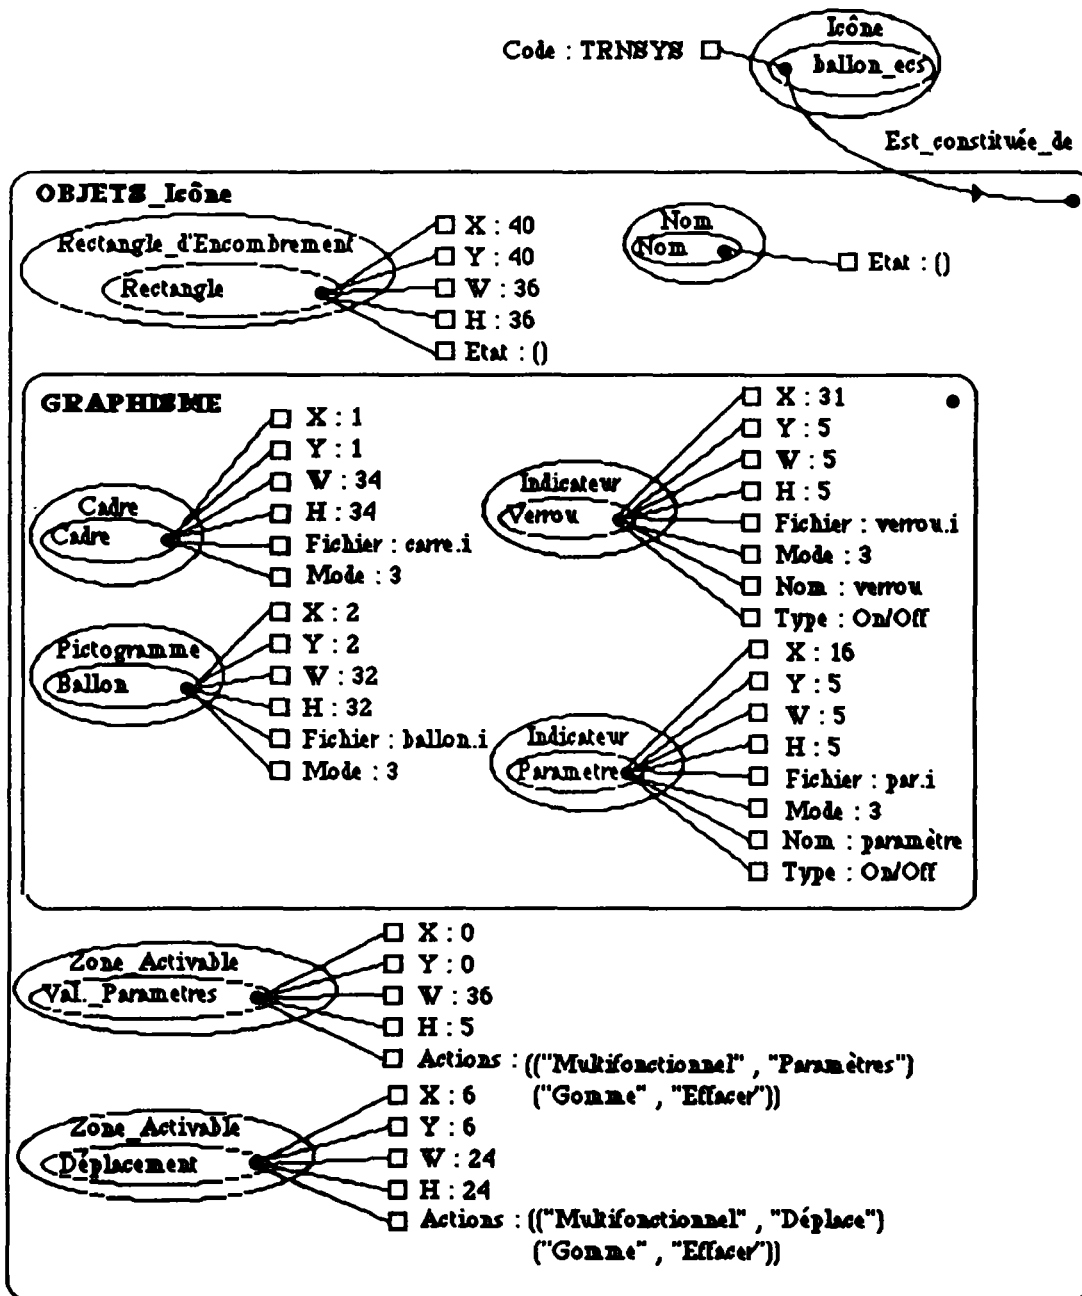 Icône
Code : TRNSYS
ballon_ecs
Est_constituée_de
OBJETS_Icône
Rectangle_d'Encombrement
Rectangle
X : 40
Y : 40
W : 36
H : 36
Etat : ()
Nom
Nom
Etat : ()
GRAPHISME
Cadre
Cadre
X : 1
Y : 1
W : 34
H : 34
Fichier : carre.i
Mode : 3
Indicateur
Verrou
X : 31
Y : 5
W : 5
H : 5
Fichier : verrou.i
Mode : 3
Nom : verrou
Type : On/Off
Pictogramme
Ballon
X : 2
Y : 2
W : 32
H : 32
Fichier : ballon.i
Mode : 3
Indicateur
Parametre
X : 16
Y : 5
W : 5
H : 5
Fichier : par.i
Mode : 3
Nom : paramètre
Type : On/Off
Zone_Activable
Val._Parametres
X : 0
Y : 0
W : 36
H : 5
Actions : (("Multifonctionnel" , "Paramètres")
("Gomme" , "Effacer"))
Zone_Activable
Déplacement
X : 6
Y : 6
W : 24
H : 24
Actions : (("Multifonctionnel" , "Déplace")
("Gomme" , "Effacer"))